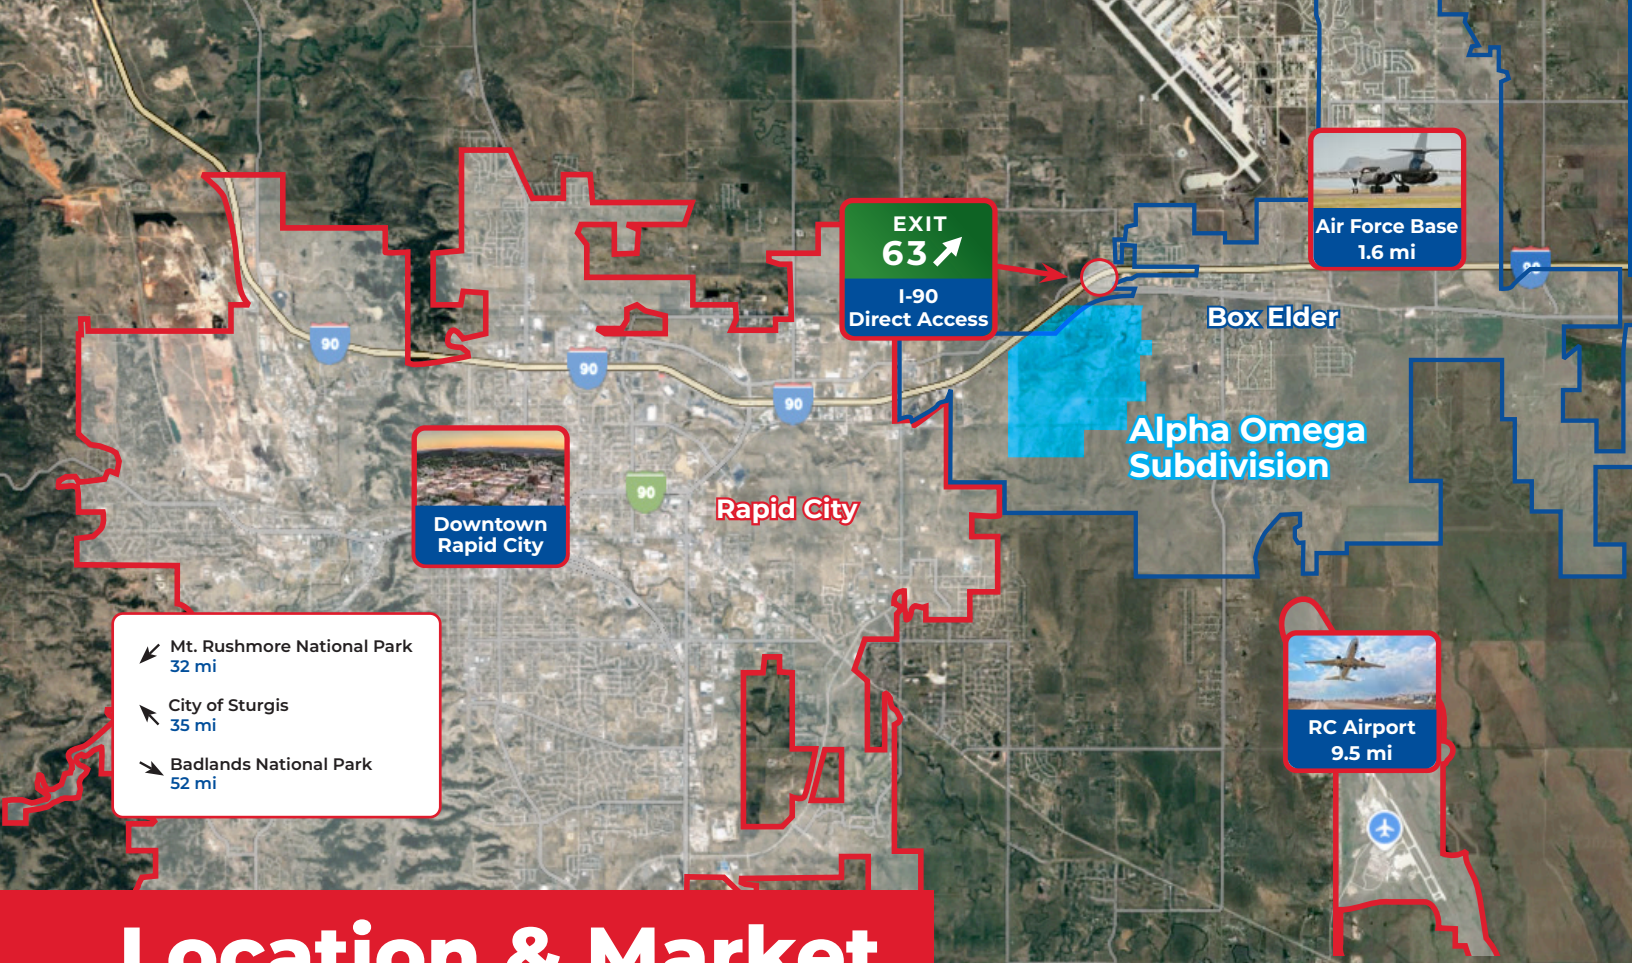 EXIT
63
I-90
Direct Access
Air Force Base
1.6 mi
90
Box Elder
90
90
90
Alpha Omega
Subdivision
90
Rapid City
Downtown
Rapid City
Mt. Rushmore National Park
32 mi
City of Sturgis
35 mi
Badlands National Park
52 mi
RC Airport
9.5 mi
Location & Market